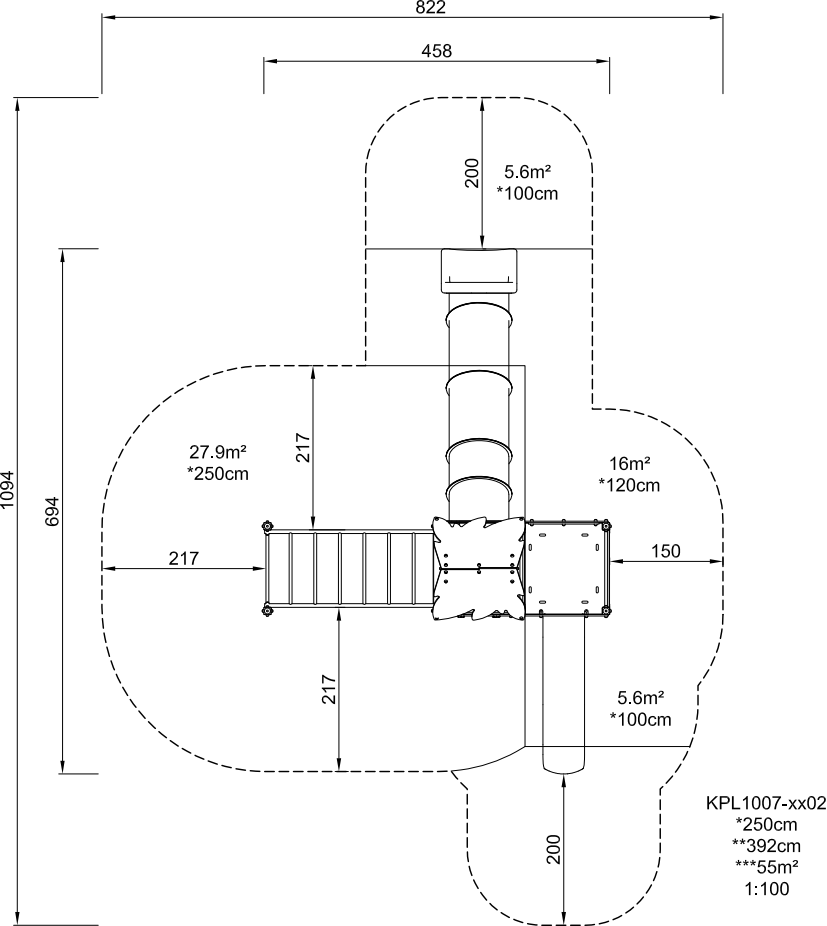 822
458
200
5.6m²
*100cm
27.9m²
*250cm
217
16m²
*120cm
1094
694
217
150
217
5.6m²
*100cm
200
KPL1007-xx02
*250cm
**392cm
***55m²
1:100